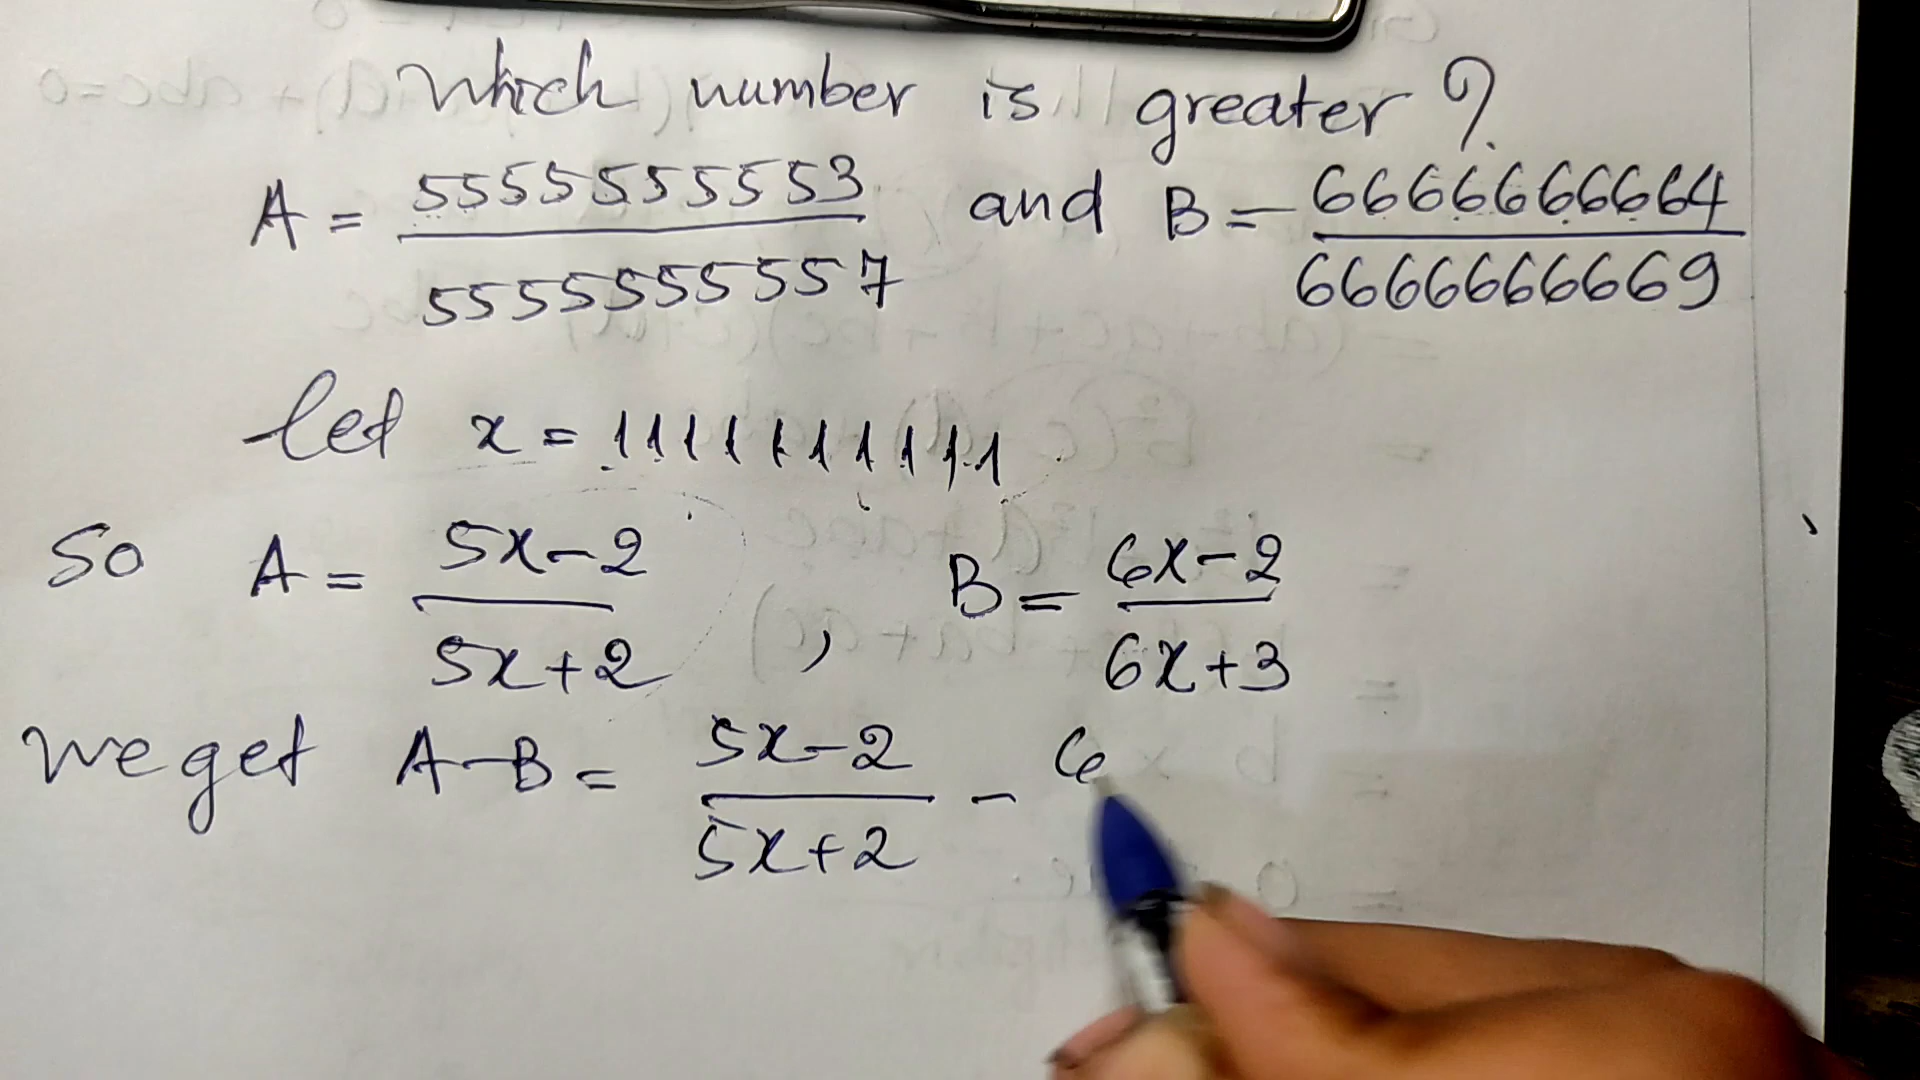 Which number is greater?
A = 5555555553/5555555557 and B = 6666666664/6666666669
let x = 1111111111
So A = 5x-2/5x+2 , B = 6x-2/6x+3
we get A-B = 5x-2/5x+2 - 6